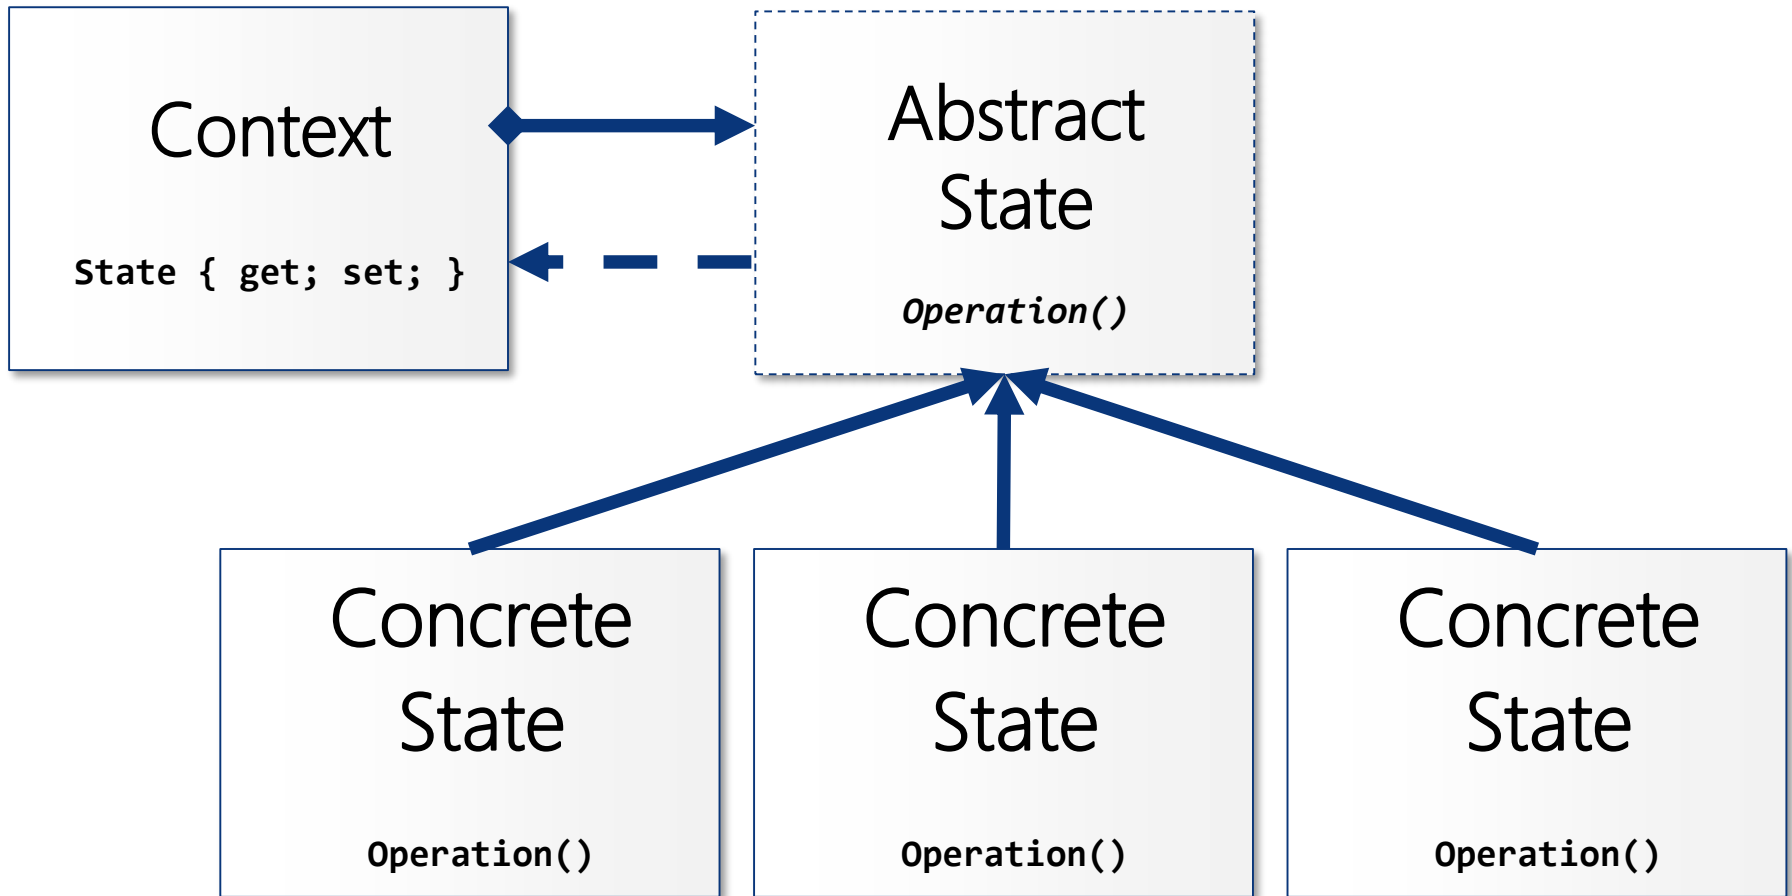 Context
State { get; set; }
Abstract
State
Operation()
Concrete
State
Operation()
Concrete
State
Operation()
Concrete
State
Operation()